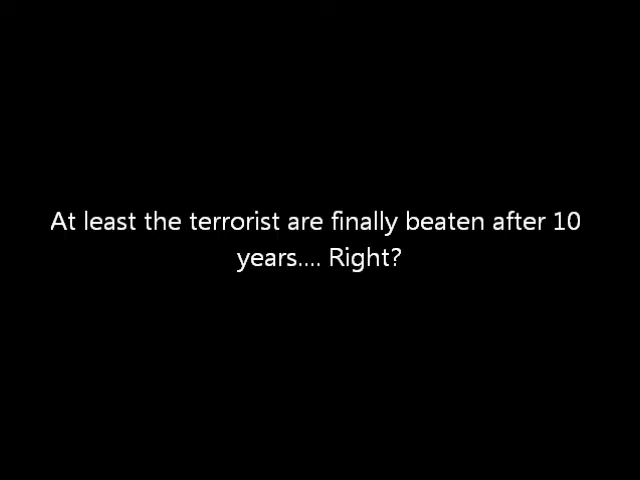 At least the terrorist are finally beaten after 10
years.... Right?